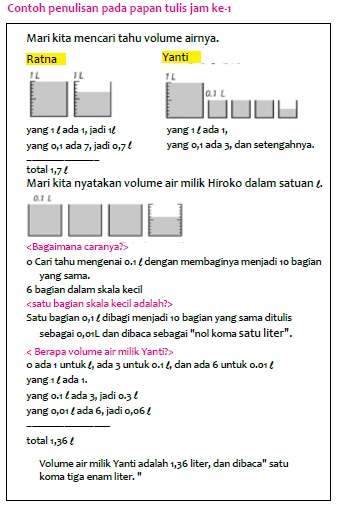 Contoh penulisan pada papan tulis jam ke-1
Mari kita mencari tahu volume airnya.
Ratna
Yanti
1 L
1 L
1 L
0.1 L
yang 1 ℓ ada 1, jadi 1ℓ
yang 0,1 ada 7, jadi 0,7 ℓ
total 1,7 ℓ
yang 1 ℓ ada 1,
yang 0,1 ada 3, dan setengahnya.
Mari kita nyatakan volume air milik Hiroko dalam satuan ℓ.
0.1 L
<Bagaimana caranya?>
o Cari tahu mengenai 0.1 ℓ dengan membaginya menjadi 10 bagian
yang sama.
6 bagian dalam skala kecil
<satu bagian skala kecil adalah?>
Satu bagian 0,1 ℓ dibagi menjadi 10 bagian yang sama ditulis
sebagai 0,01L dan dibaca sebagai "nol koma satu liter".
< Berapa volume air milik Yanti?>
o ada 1 untuk ℓ, ada 3 untuk 0.1 ℓ, dan ada 6 untuk 0.01 ℓ
yang 1 ℓ ada 1.
yang 0.1 ℓ ada 3, jadi 0.3 ℓ
yang 0,01 ℓ ada 6, jadi 0,06 ℓ
total 1,36 ℓ
Volume air milik Yanti adalah 1,36 liter, dan dibaca" satu
koma tiga enam liter. "